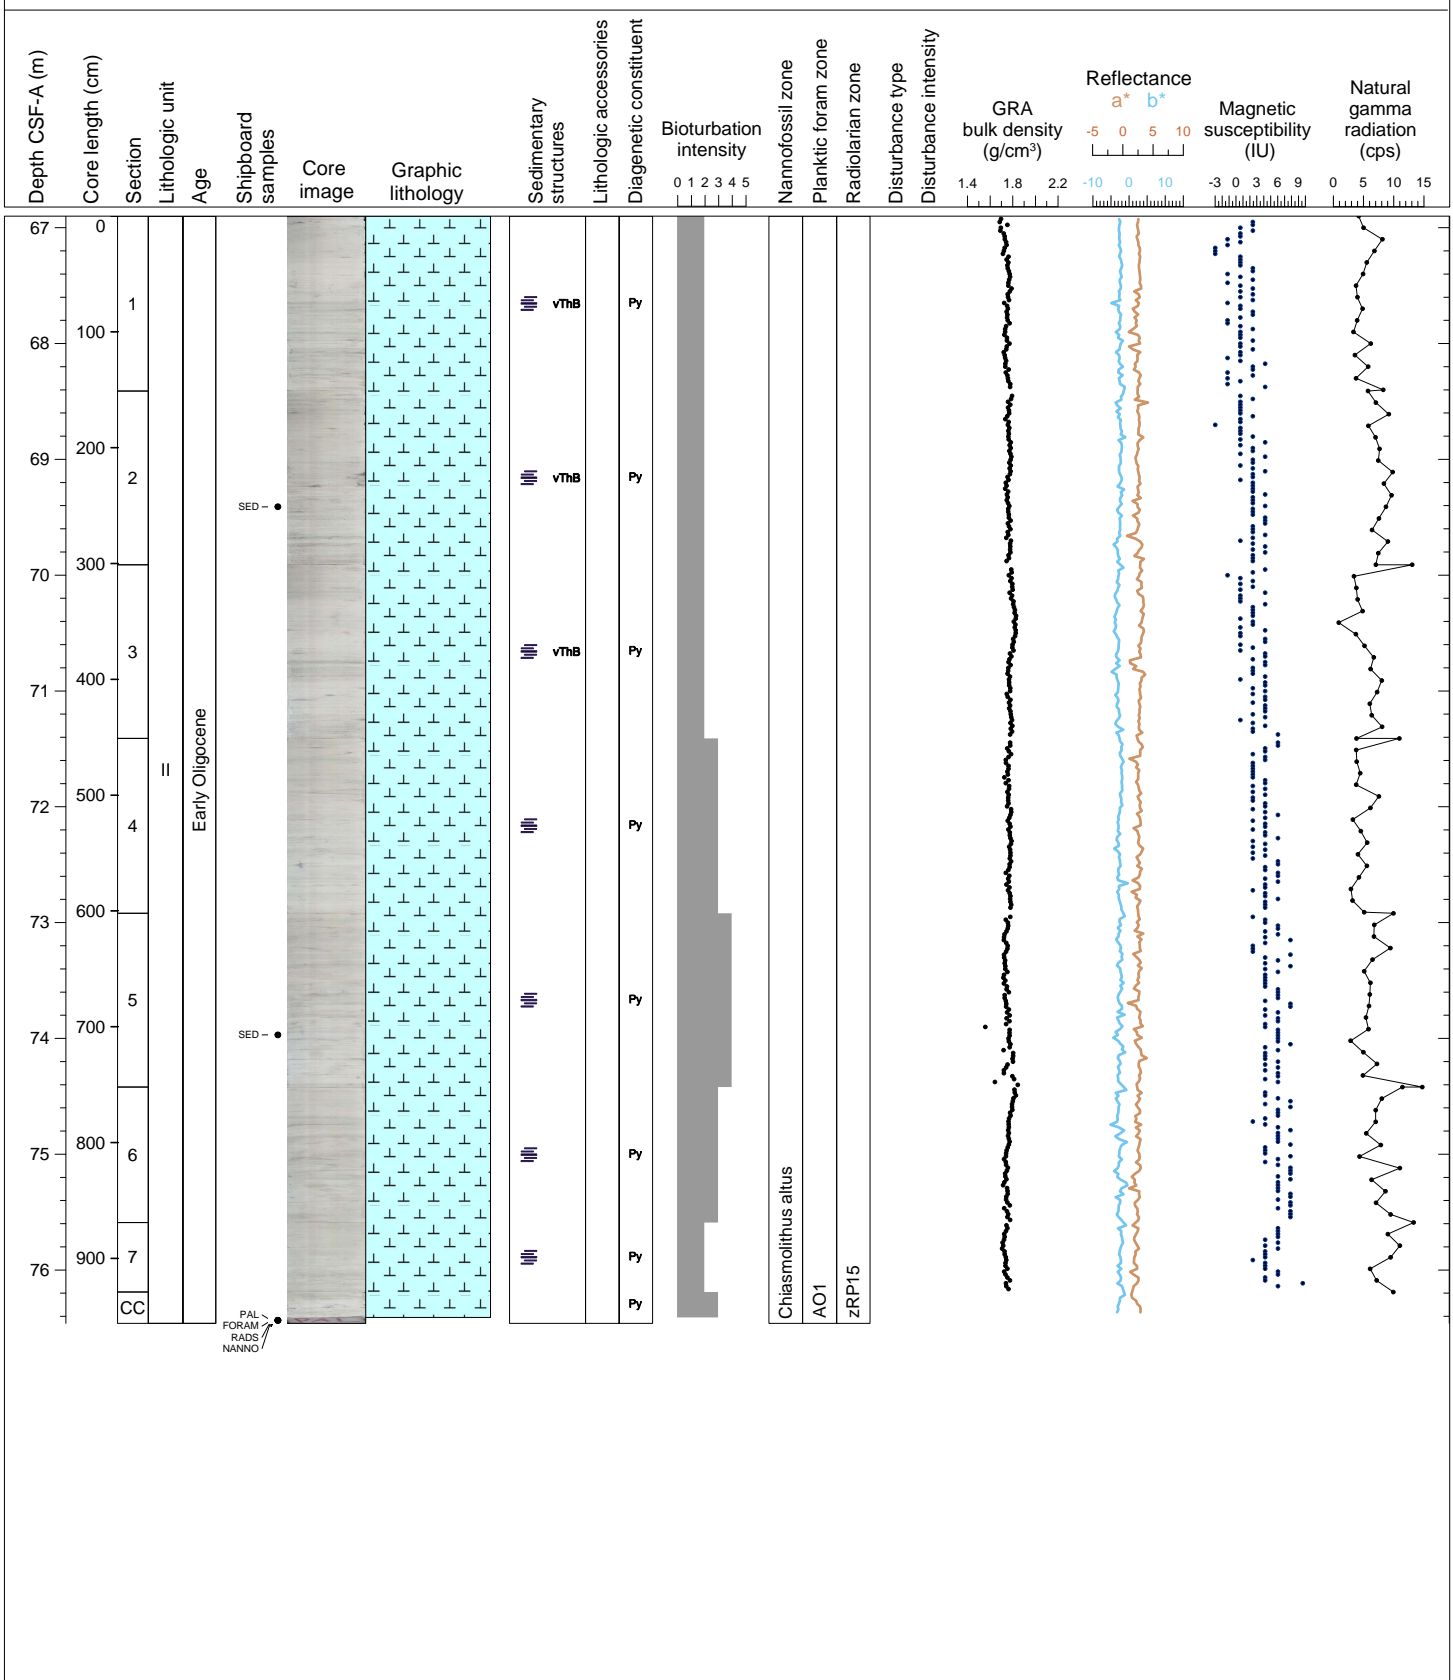 Depth CSF-A (m)
Core length (cm)
Section
Lithologic unit
Age
Shipboard
samples
Core
image
Graphic
lithology
Sedimentary
structures
Lithologic accessories
Diagenetic constituent
Bioturbation
intensity
0 1 2 3 4 5
Nannofossil zone
Planktic foram zone
Radiolarian zone
Disturbance type
Disturbance intensity
GRA
bulk density
(g/cm³)
1.4 1.8 2.2
Reflectance
a* b*
-5 0 5 10
-10 0 10
Magnetic
susceptibility
(IU)
-3 0 3 6 9
Natural
gamma
radiation
(cps)
0 5 10 15
67
68
69
70
71
72
73
74
75
76
0
100
200
300
400
500
600
700
800
900
1
2
3
4
5
6
7
CC
II
Early Oligocene
SED
SED
PAL
FORAM
RADS
NANNO
vThB
vThB
vThB
Py
Py
Py
Py
Py
Py
Py
Py
Chiasmolithus altus
AO1
zRP15